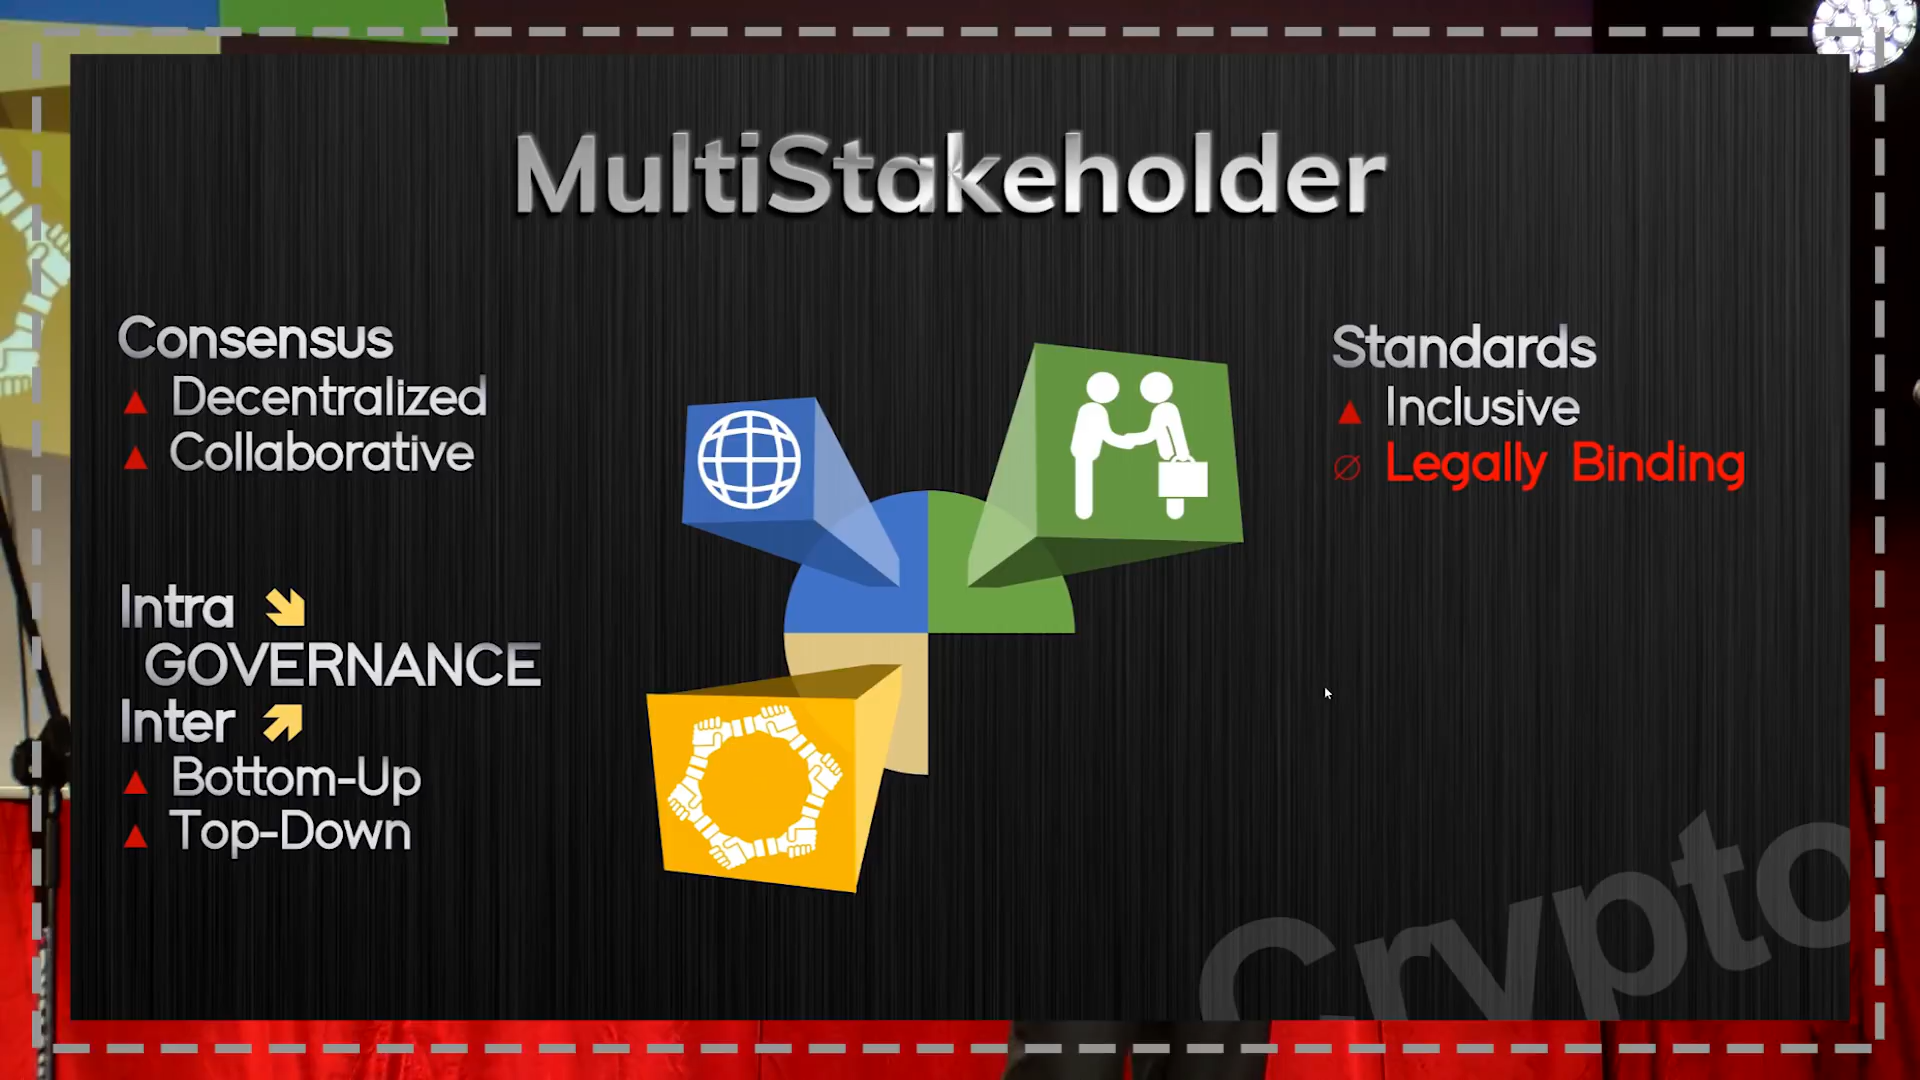 MultiStakeholder
Consensus
▲ Decentralized
▲ Collaborative
Intra ↘
GOVERNANCE
Inter ↗
▲ Bottom-Up
▲ Top-Down
Standards
▲ Inclusive
∅ Legally Binding
Crypto